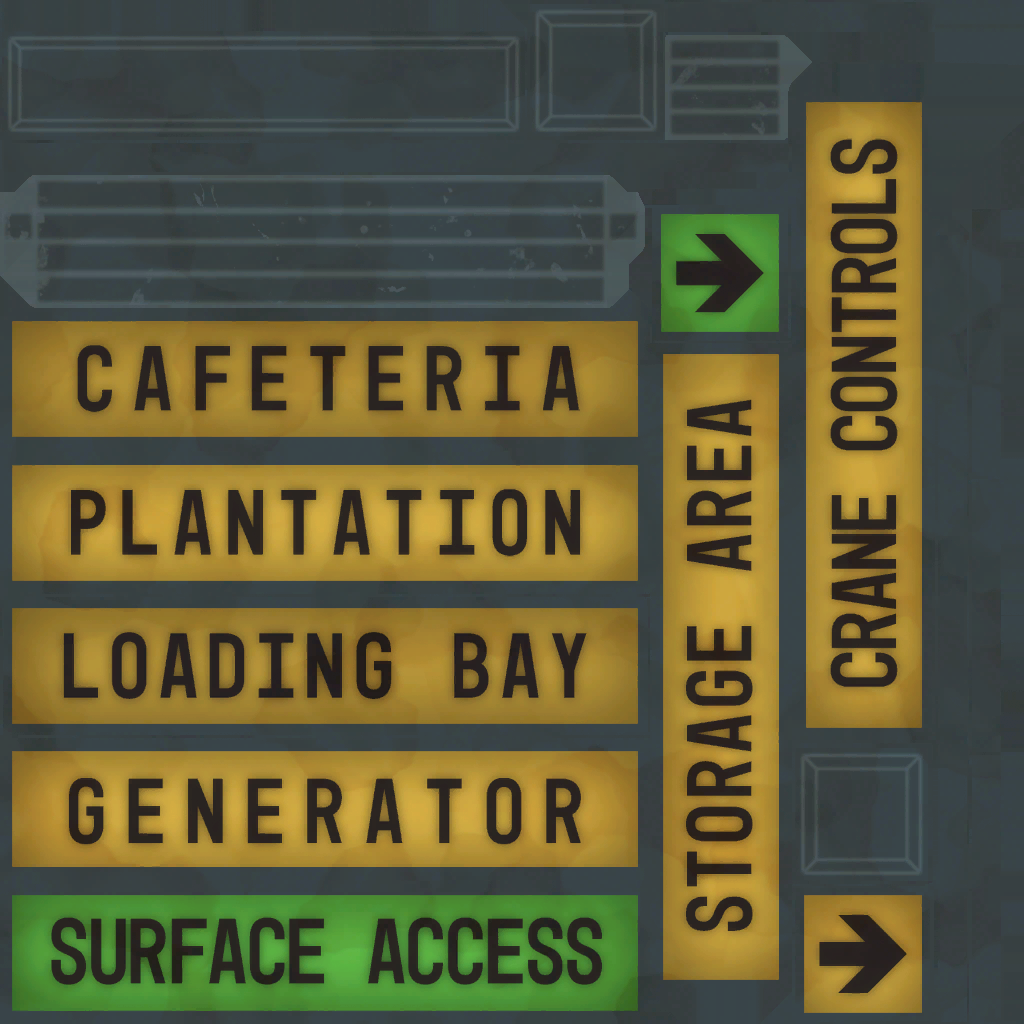 CAFETERIA
PLANTATION
LOADING BAY
GENERATOR
SURFACE ACCESS
STORAGE AREA
CRANE CONTROLS